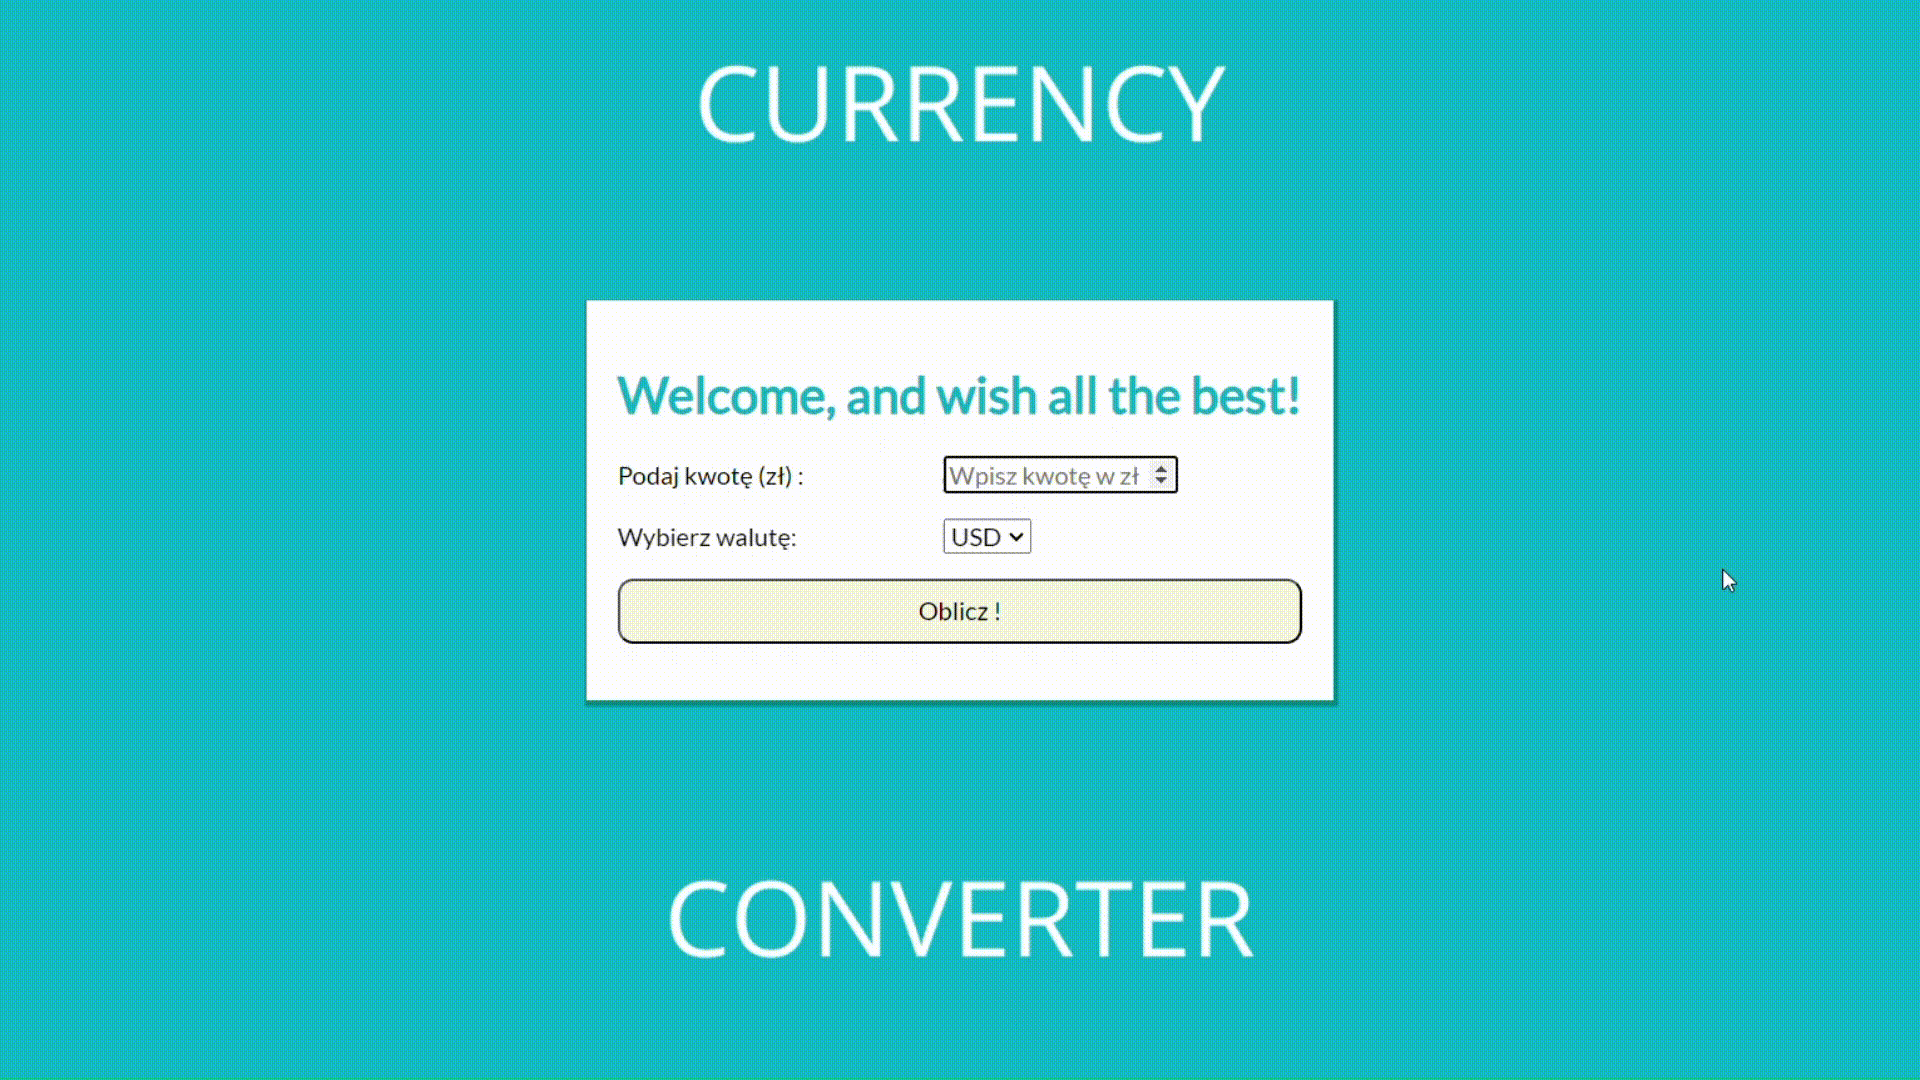 CURRENCY
Welcome, and wish all the best!
Podaj kwotę (zł) :
Wpisz kwotę w zł
Wybierz walutę:
USD
Oblicz !
CONVERTER